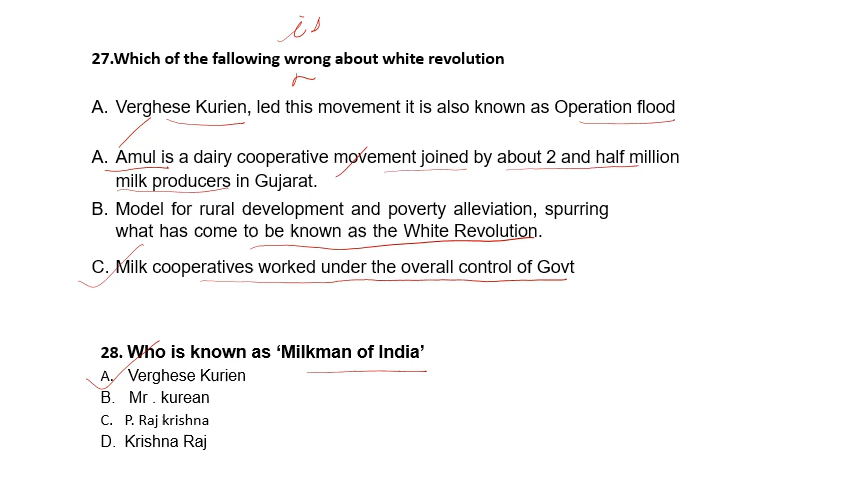 is
27.Which of the fallowing wrong about white revolution
A. Verghese Kurien, led this movement it is also known as Operation flood
A. Amul is a dairy cooperative movement joined by about 2 and half million
milk producers in Gujarat.
B. Model for rural development and poverty alleviation, spurring
what has come to be known as the White Revolution.
C. Milk cooperatives worked under the overall control of Govt
28. Who is known as ‘Milkman of India’
A. Verghese Kurien
B. Mr . kurean
C. P. Raj krishna
D. Krishna Raj